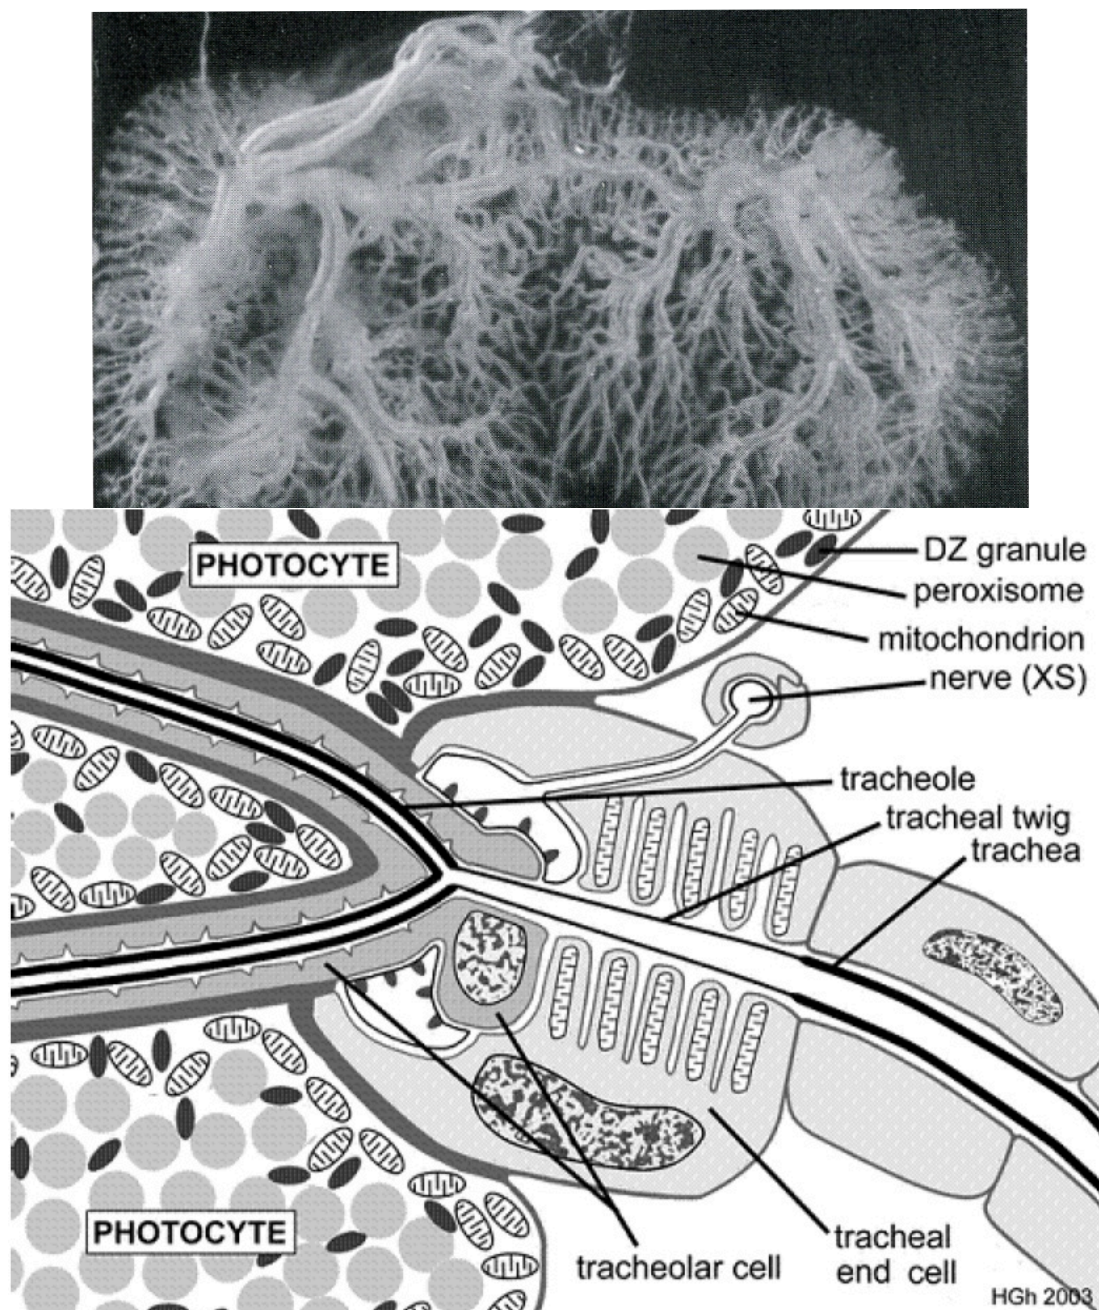 PHOTOCYTE
DZ granule
peroxisome
mitochondrion
nerve (XS)
tracheole
tracheal twig
trachea
PHOTOCYTE
tracheolar cell
tracheal
end cell
HGh 2003